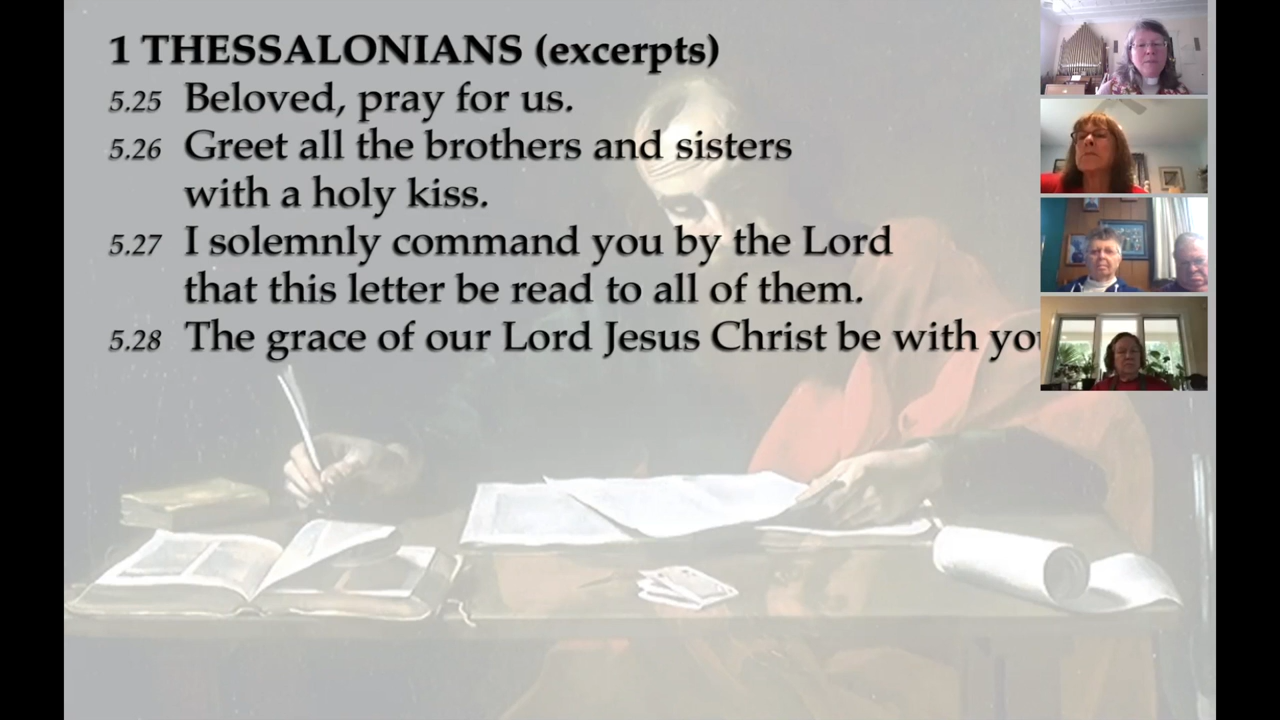 1 THESSALONIANS (excerpts)
5.25 Beloved, pray for us.
5.26 Greet all the brothers and sisters
with a holy kiss.
5.27 I solemnly command you by the Lord
that this letter be read to all of them.
5.28 The grace of our Lord Jesus Christ be with